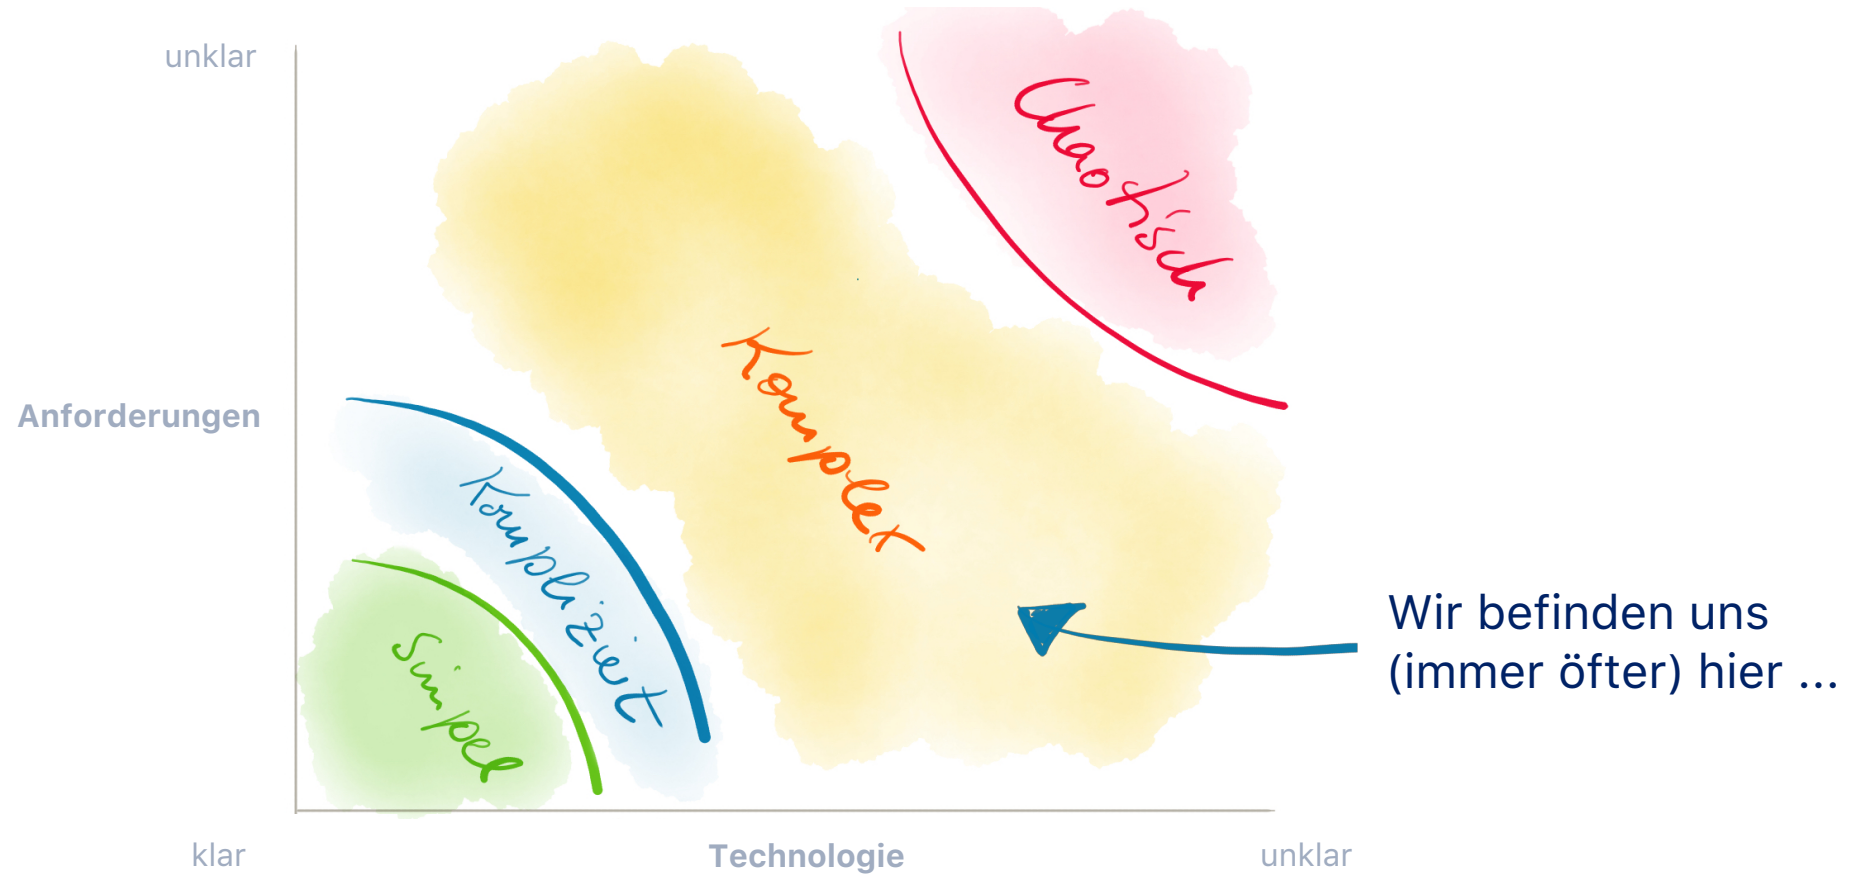 unklar
Chaotisch
Komplex
Anforderungen
Kompliziert
Simpel
Wir befinden uns
(immer öfter) hier ...
klar
Technologie
unklar